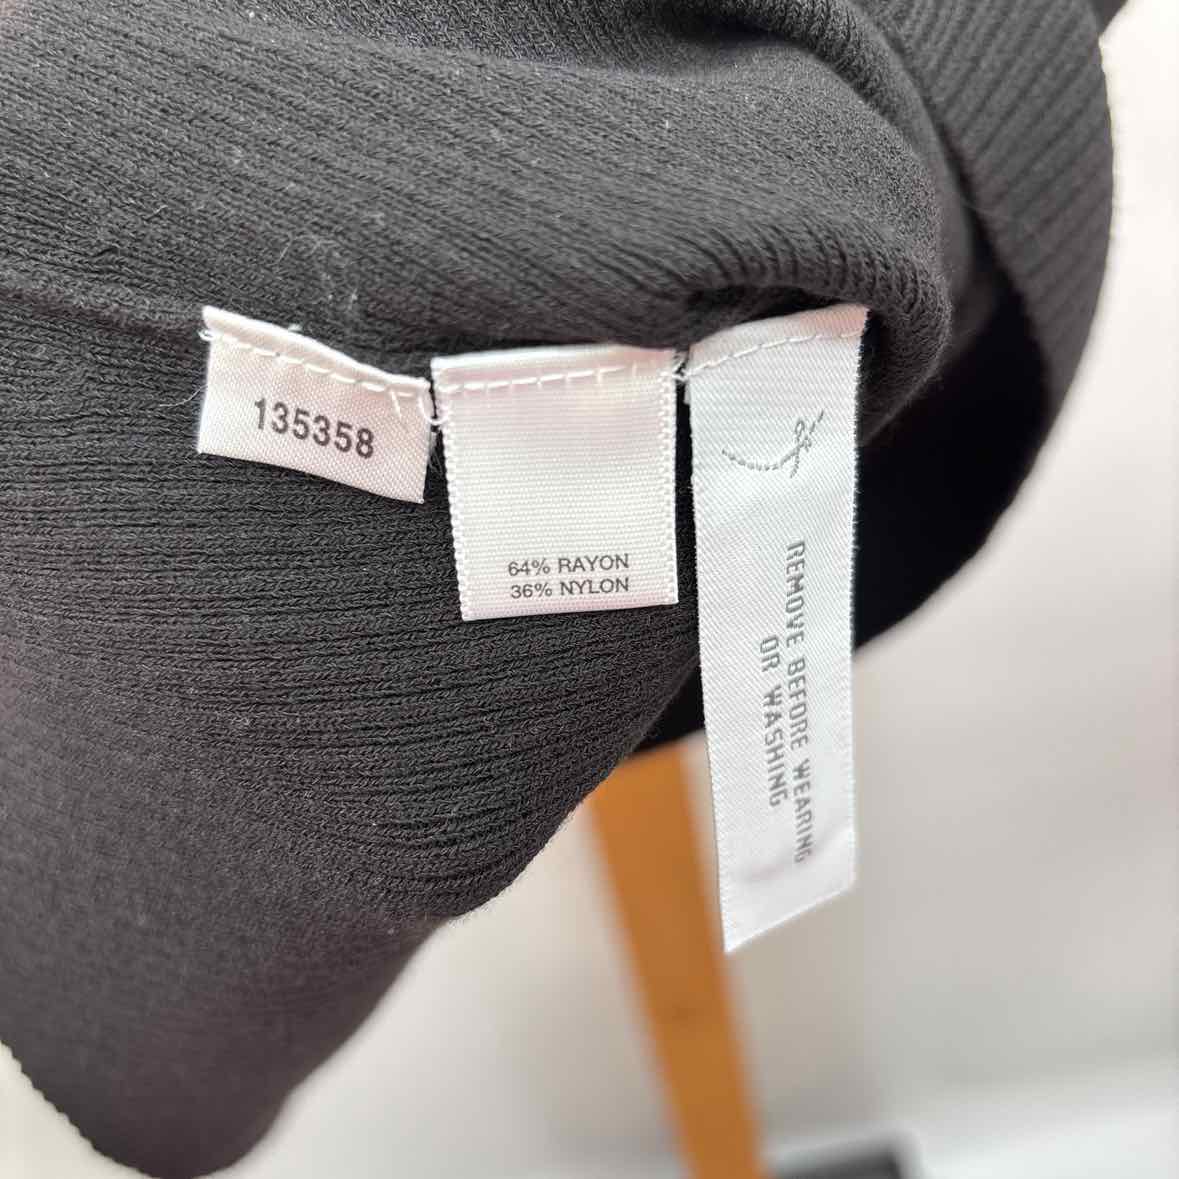 135358
64% RAYON
36% NYLON
REMOVE BEFORE WEARING
OR WASHING